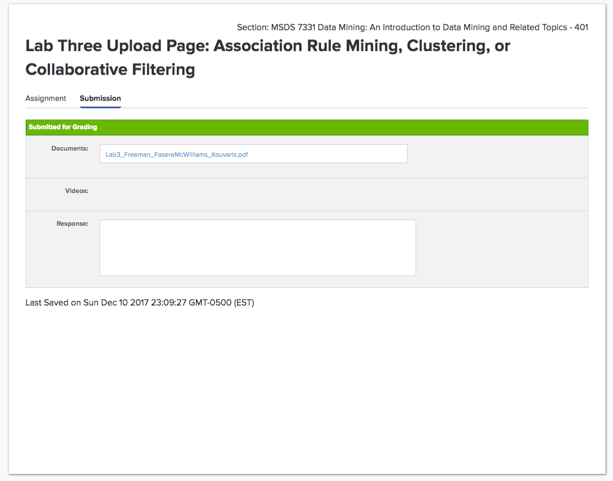 Section: MSDS 7331 Data Mining: An Introduction to Data Mining and Related Topics - 401
Lab Three Upload Page: Association Rule Mining, Clustering, or
Collaborative Filtering
Assignment Submission
Submitted for Grading
Documents: Lab3_Freeman_FasereMcWilliams_Kouvaris.pdf
Videos:
Response:
Last Saved on Sun Dec 10 2017 23:09:27 GMT-0500 (EST)